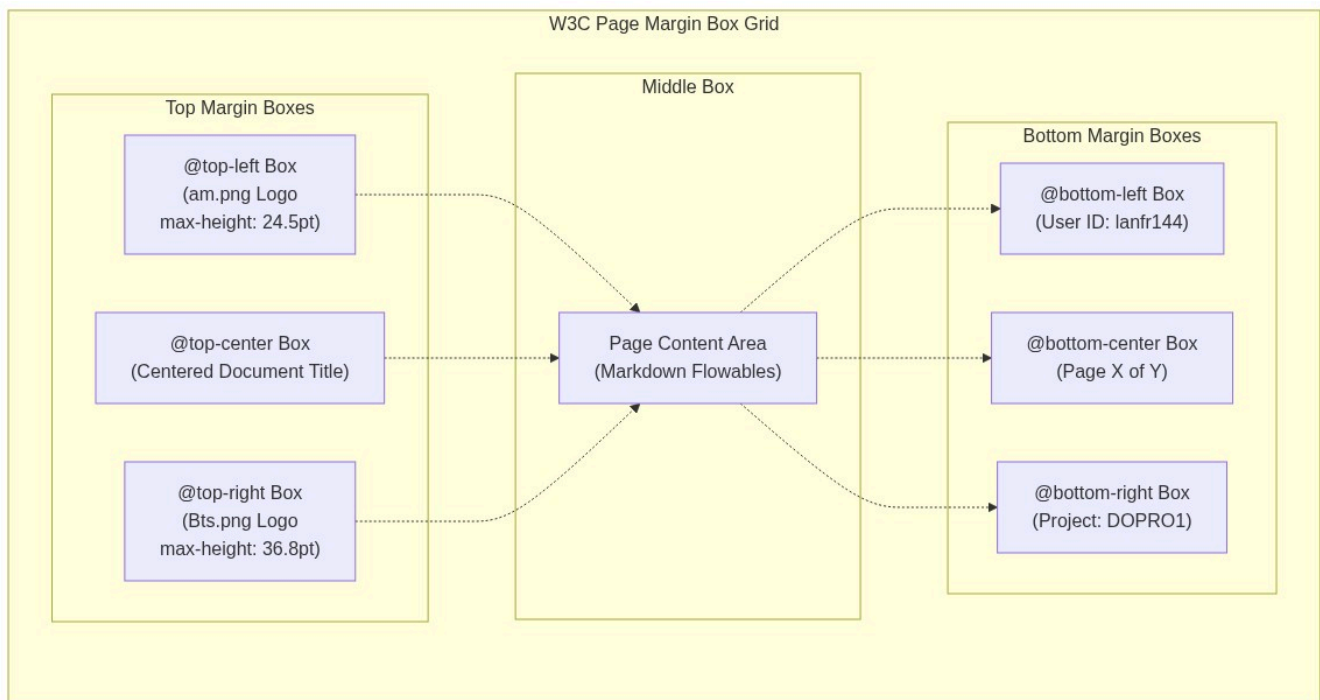 W3C Page Margin Box Grid
Top Margin Boxes
@top-left Box
(am.png Logo
max-height: 24.5pt)
@top-center Box
(Centered Document Title)
@top-right Box
(Bts.png Logo
max-height: 36.8pt)
Middle Box
Page Content Area
(Markdown Flowables)
Bottom Margin Boxes
@bottom-left Box
(User ID: lanfr144)
@bottom-center Box
(Page X of Y)
@bottom-right Box
(Project: DOPRO1)